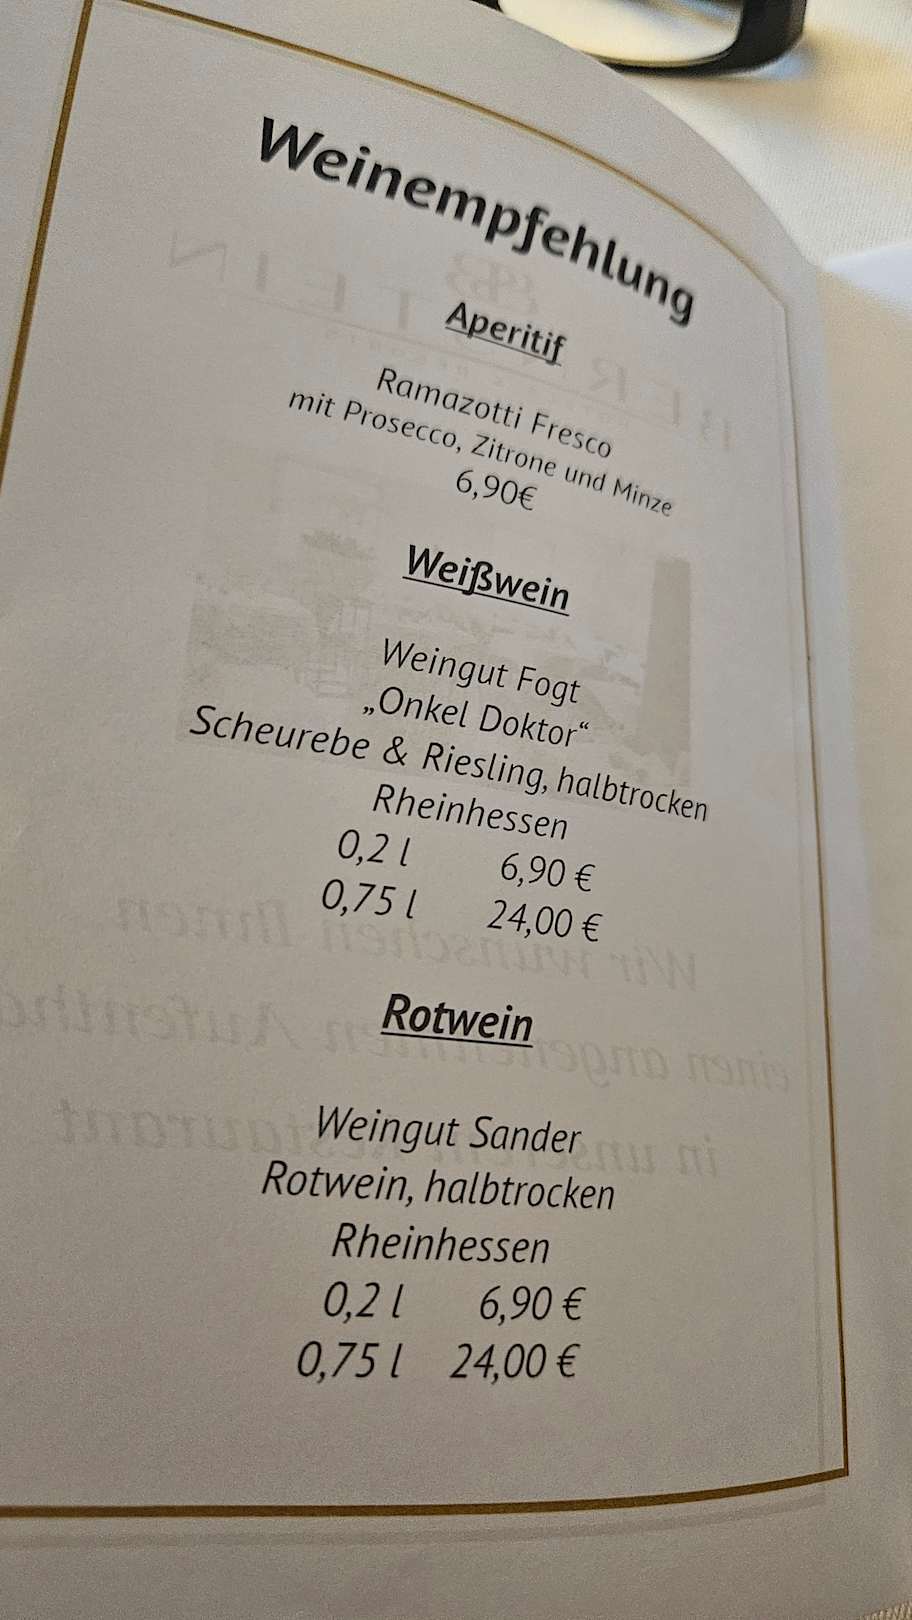 Weinempfehlung
Aperitif
Ramazotti Fresco
mit Prosecco, Zitrone und Minze
6,90€
Weißwein
Weingut Fogt
„Onkel Doktor“
Scheurebe & Riesling, halbtrocken
Rheinhessen
0,2 l 6,90 €
0,75 l 24,00 €
Rotwein
Weingut Sander
Rotwein, halbtrocken
Rheinhessen
0,2 l 6,90 €
0,75 l 24,00 €